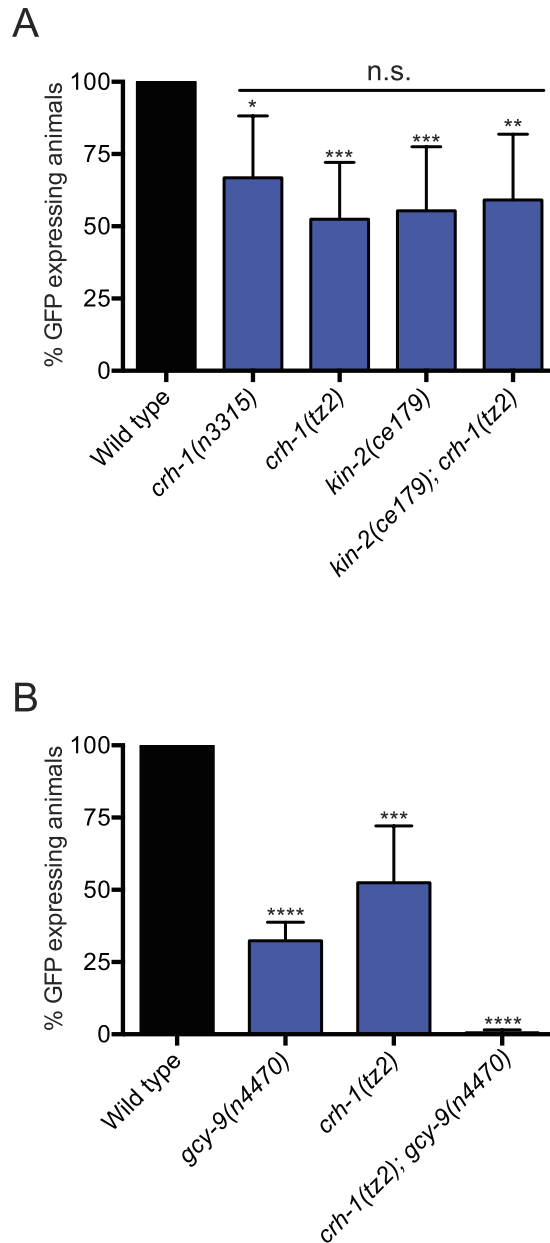 A
n.s.
% GFP expressing animals
100
75
50
25
0
*
***
***
**
Wild type
crh-1(n3315)
crh-1(tz2)
kin-2(ce179)
kin-2(ce179); crh-1(tz2)
B
% GFP expressing animals
100
75
50
25
0
****
***
****
Wild type
gcy-9(n4470)
crh-1(tz2)
crh-1(tz2); gcy-9(n4470)